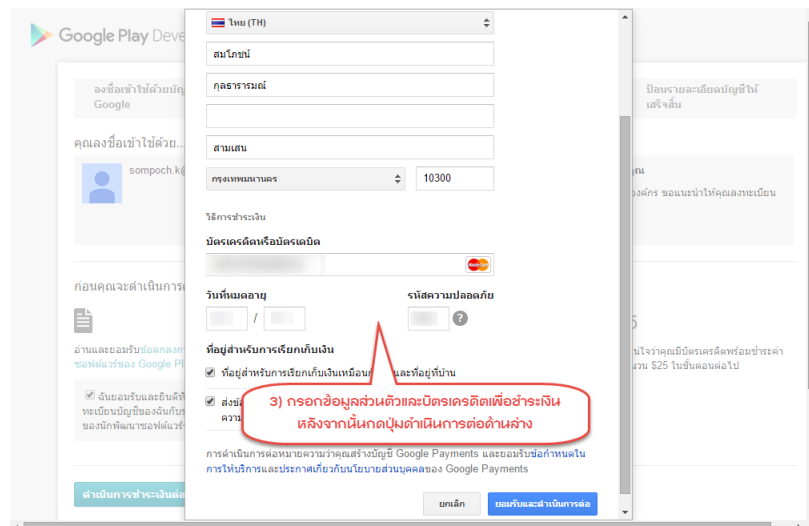 Google Play Deve
ลงชื่อเข้าใช้ด้วยบัญ
Google
คุณลงชื่อเข้าใช้ด้วย...
sompoch.k@
ก่อนคุณจะดำเนินการต
อ่านและยอมรับข้อตกลงก
ซอฟต์แวร์ของ Google Pl
ฉันยอมรับและยินดีที
ทะเบียนบัญชีของฉันกับข
ของนักพัฒนาซอฟต์แวร์
ดำเนินการชำระเงินต่อ
ไทย (TH)
สมโภชน์
กุลธารารมณ์
สามเสน
กรุงเทพมหานคร
10300
วิธีการชำระเงิน
บัตรเครดิตหรือบัตรเดบิต
MasterCard
วันที่หมดอายุ
รหัสความปลอดภัย
/
?
ที่อยู่สำหรับการเรียกเก็บเงิน
ที่อยู่สำหรับการเรียกเก็บเงินเหมือนกั และที่อยู่ที่บ้าน
ส่งข้
ความ
3) กรอกข้อมูลส่วนตัวและบัตรเครดิตเพื่อชำระเงิน
หลังจากนั้นกดปุ่มดำเนินการต่อด้านล่าง
การดำเนินการต่อหมายความว่าคุณสร้างบัญชี Google Payments และยอมรับข้อกำหนดใน
การให้บริการและประกาศเกี่ยวกับนโยบายส่วนบุคคลของ Google Payments
ยกเลิก
ยอมรับและดำเนินการต่อ
ป้อนรายละเอียดบัญชีให้
เสร็จสิ้น
องค์กร ขอแนะนำให้คุณลงทะเบียน
นใจว่าคุณมีบัตรเครดิตพร้อมชำระค่า
นวน $25 ในขั้นตอนต่อไป